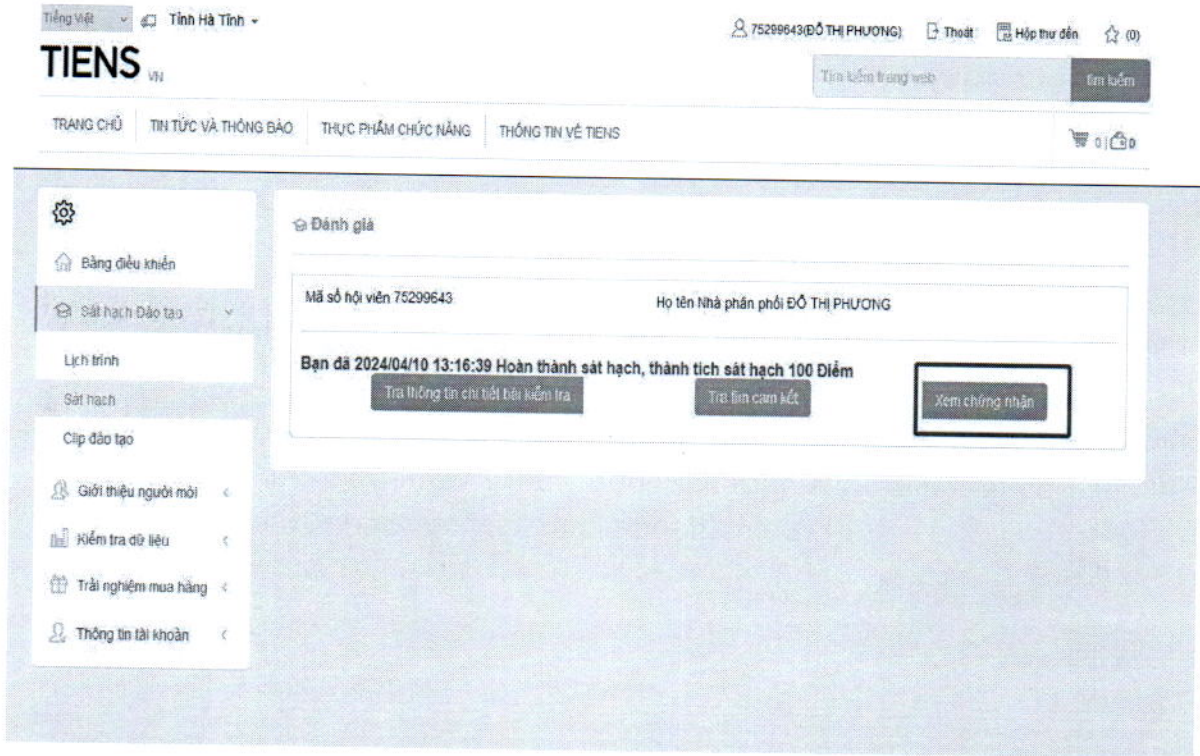 Tiếng Việt Tỉnh Hà Tĩnh
75299643(ĐỖ THỊ PHƯƠNG) Thoát Hộp thư đến (0)
TIENS VN
Tìm kiếm trang web tìm kiếm
TRANG CHỦ TIN TỨC VÀ THÔNG BÁO THỰC PHẨM CHỨC NĂNG THÔNG TIN VỀ TIENS
0 | 0
Đánh giá
Bảng điều khiển
Mã số hội viên 75299643 Họ tên Nhà phân phối ĐỖ THỊ PHƯƠNG
Sát hạch Đào tạo
Lịch trình
Bạn đã 2024/04/10 13:16:39 Hoàn thành sát hạch, thành tích sát hạch 100 Điểm
Tra thông tin chi tiết bài kiểm tra Tra tìm cam kết Xem chứng nhận
Sát hạch
Clip đào tạo
Giới thiệu người mới
Kiểm tra dữ liệu
Trải nghiệm mua hàng
Thông tin tài khoản